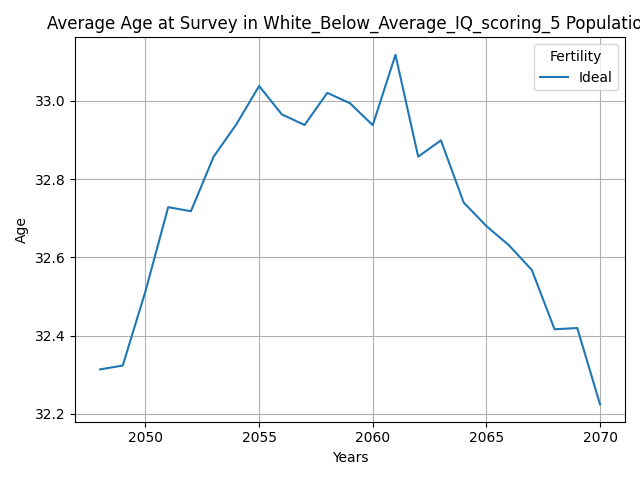 Average Age at Survey in White_Below_Average_IQ_scoring_5 Populatio
Fertility
Ideal
33.0
32.8
32.6
32.4
32.2
Age
2050 2055 2060 2065 2070
Years